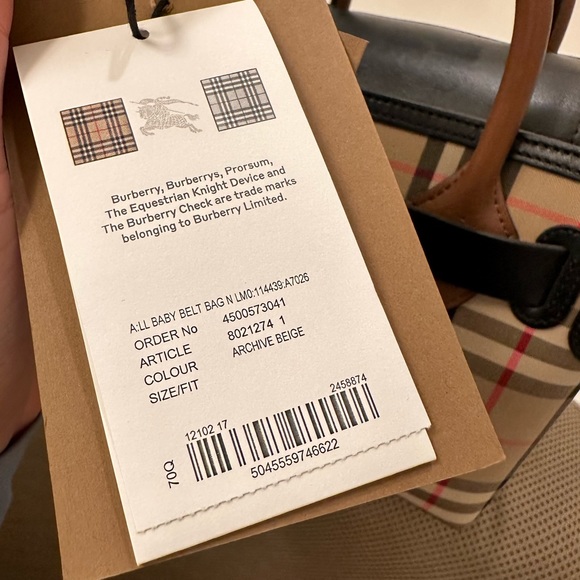 Burberry, Burberrys, Prorsum,
The Equestrian Knight Device and
The Burberry Check are trade marks
belonging to Burberry Limited.
A:LL BABY BELT BAG N LM0:114439:A7026
ORDER No 4500573041
ARTICLE 8021274 1
COLOUR ARCHIVE BEIGE
SIZE/FIT
12102 17 2458874
70Q
5045559746622